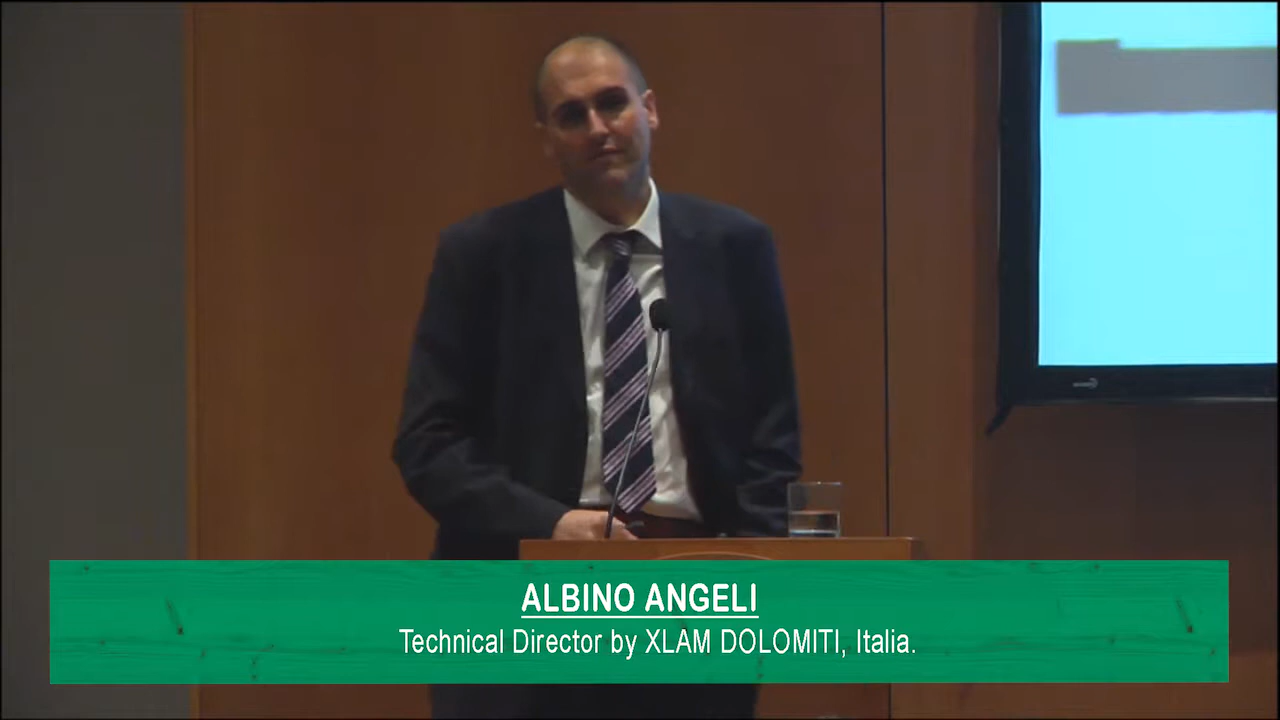 ALBINO ANGELI
Technical Director by XLAM DOLOMITI, Italia.